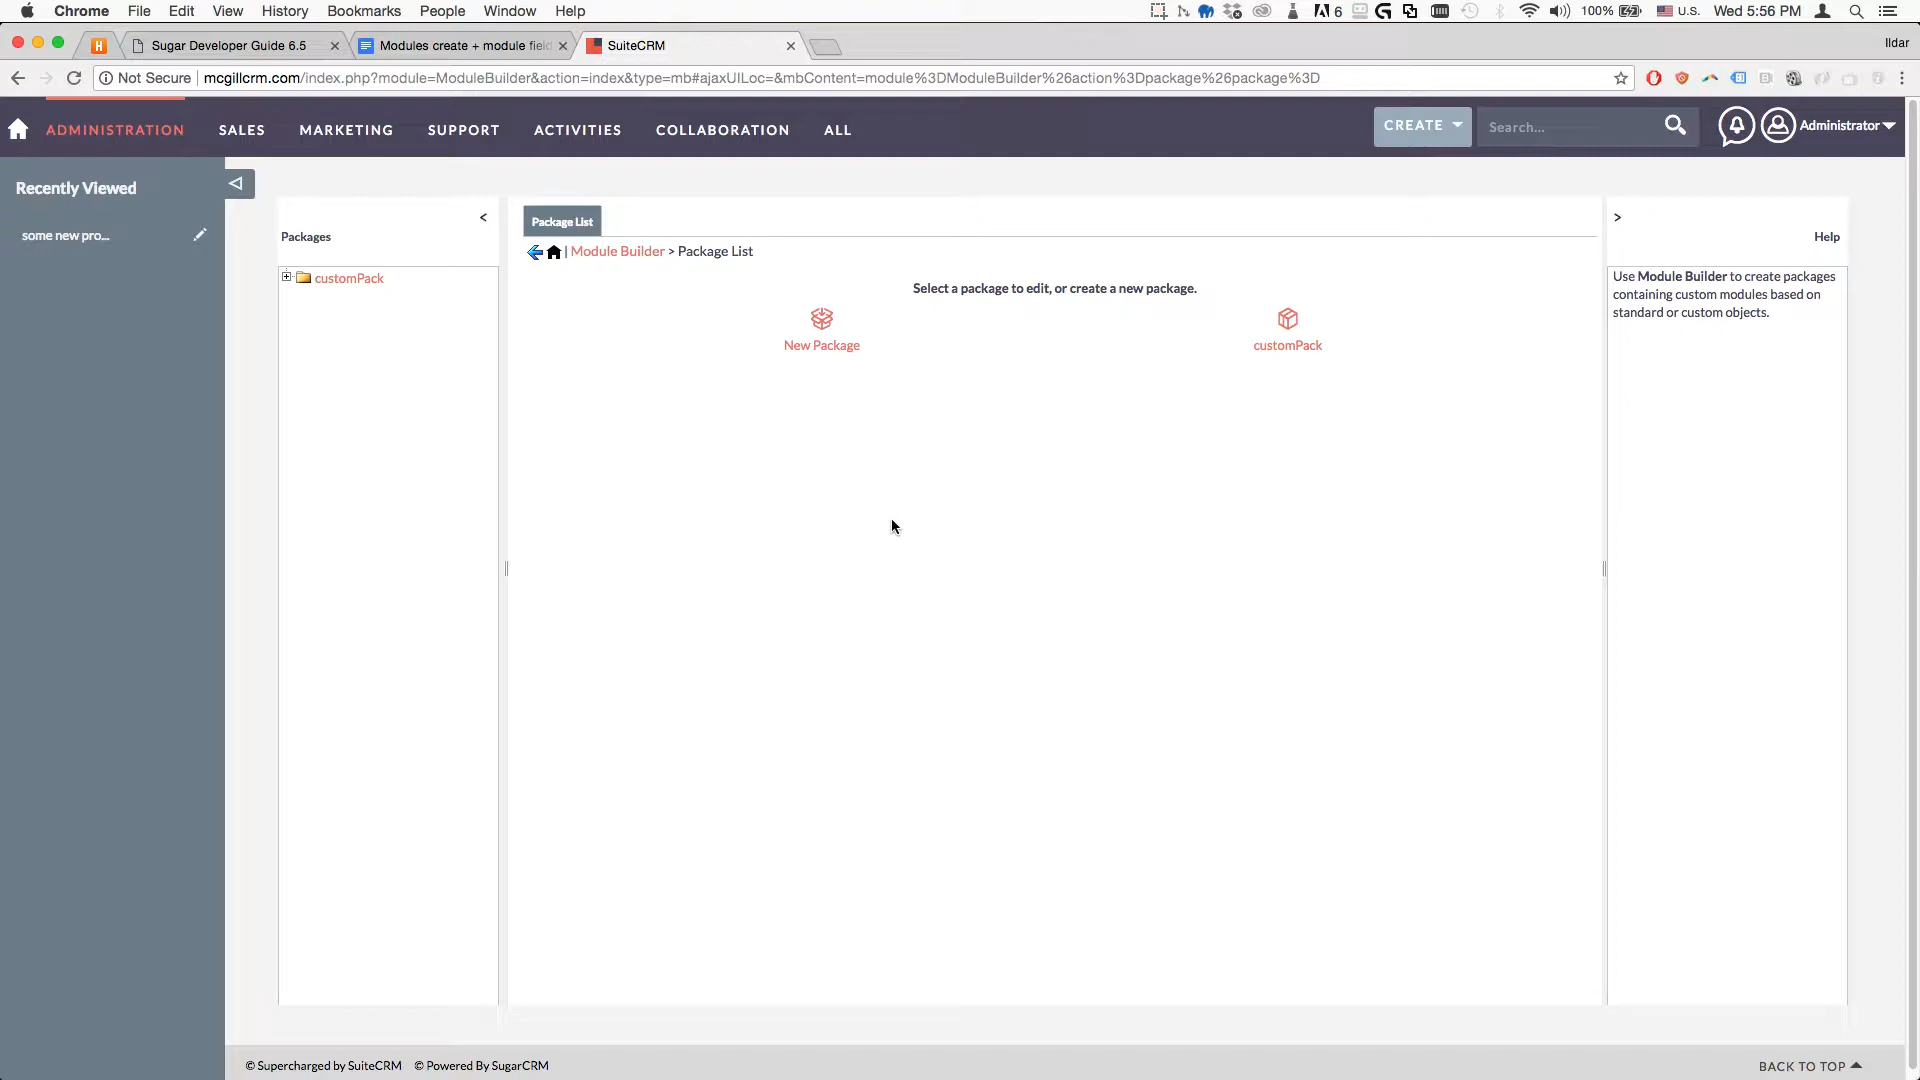 Chrome File Edit View History Bookmarks People Window Help
6 100% U.S. Wed 5:56 PM
H Sugar Developer Guide 6.5 Modules create + module field SuiteCRM Ildar
Not Secure mcgillcrm.com/index.php?module=ModuleBuilder&action=index&type=mb#ajaxUILoc=&mbContent=module%3DModuleBuilder%26action%3Dpackage%26package%3D
ADMINISTRATION SALES MARKETING SUPPORT ACTIVITIES COLLABORATION ALL CREATE Search... Administrator
Recently Viewed
some new pro...
<
Packages
customPack
Package List
| Module Builder > Package List
Select a package to edit, or create a new package.
New Package customPack
>
Help
Use Module Builder to create packages
containing custom modules based on
standard or custom objects.
© Supercharged by SuiteCRM © Powered By SugarCRM
BACK TO TOP